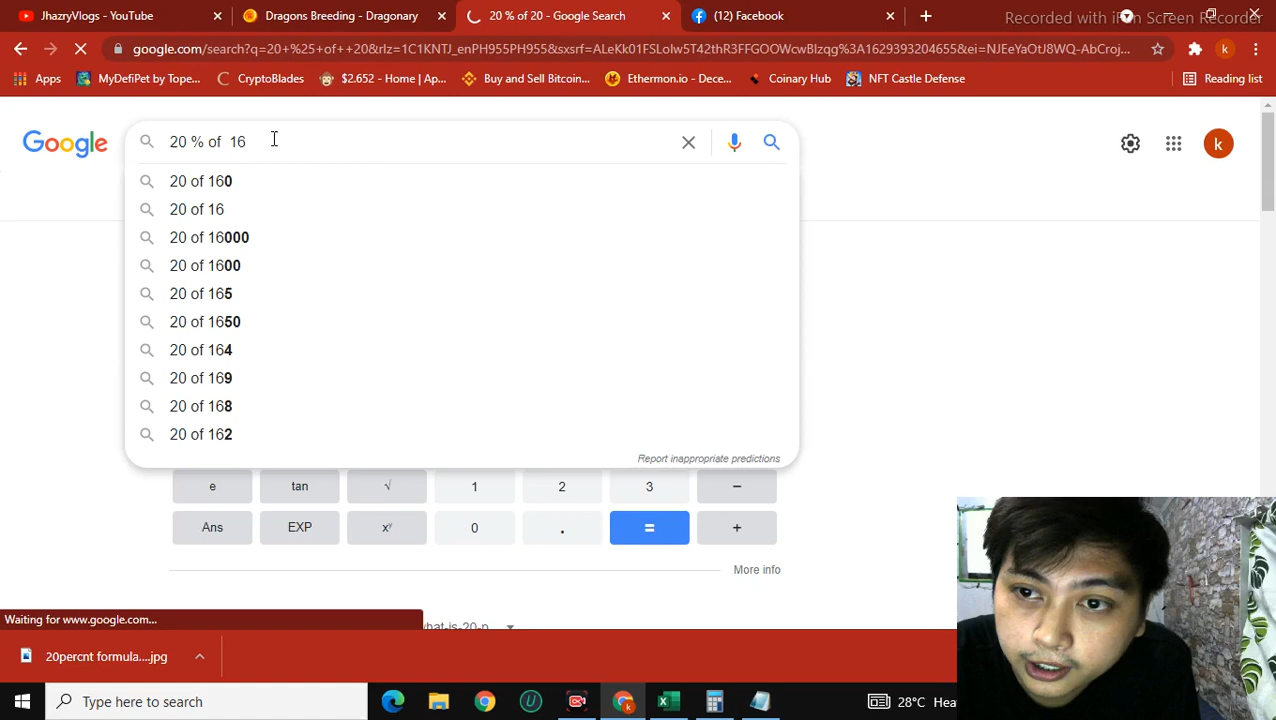 JhazryVlogs - YouTube
Dragons Breeding - Dragonary
20 % of 20 - Google Search
(12) Facebook
Recorded with iFun Screen Recorder
google.com/search?q=20+%25+of++20&rlz=1C1KNTJ_enPH955PH955&sxsrf=ALeKk01FSLoIw5T42thR3FFGOOWcwBIzqg%3A1629393204655&ei=NJEeYaOtJ8WQ-AbCroj...
Apps
MyDefiPet by Tope...
CryptoBlades
$2.652 - Home | Ap...
Buy and Sell Bitcoin...
Ethermon.io - Dece...
Coinary Hub
NFT Castle Defense
Reading list
Google
20 % of  16
k
20 of 160
20 of 16
20 of 16000
20 of 1600
20 of 165
20 of 1650
20 of 164
20 of 169
20 of 168
20 of 162
Report inappropriate predictions
e tan √ 1 2 3 −
Ans EXP xʸ 0 . = +
More info
Waiting for www.google.com...
hat-is-20-p...
20percnt formula....jpg
Type here to search
28°C